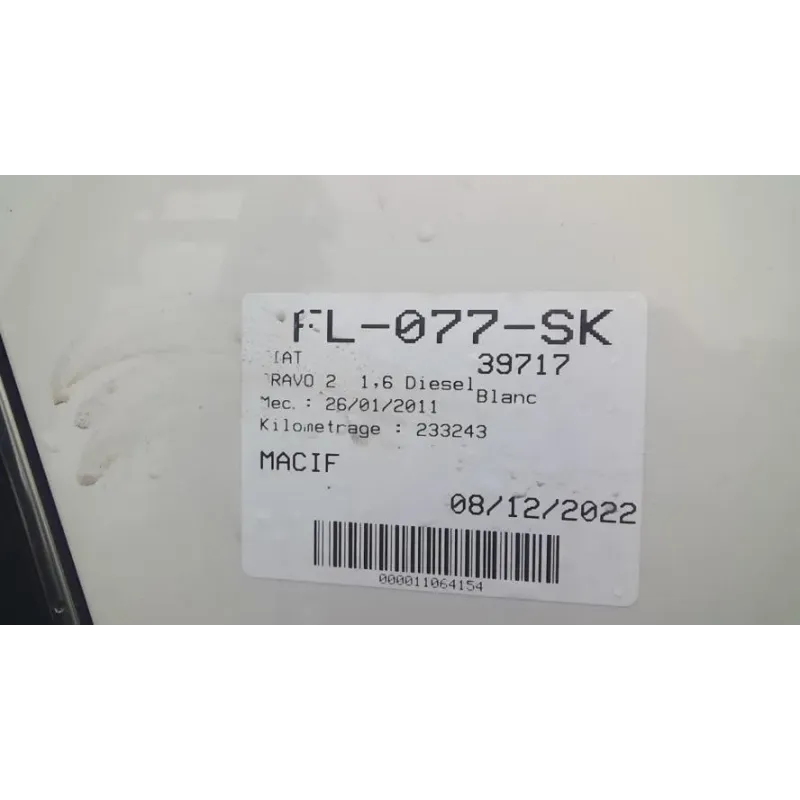 FL-077-SK
IAT 39717
RAVO 2 1,6 Diesel Blanc
Mec. : 26/01/2011
Kilometrage : 233243
MACIF
08/12/2022
000011064154